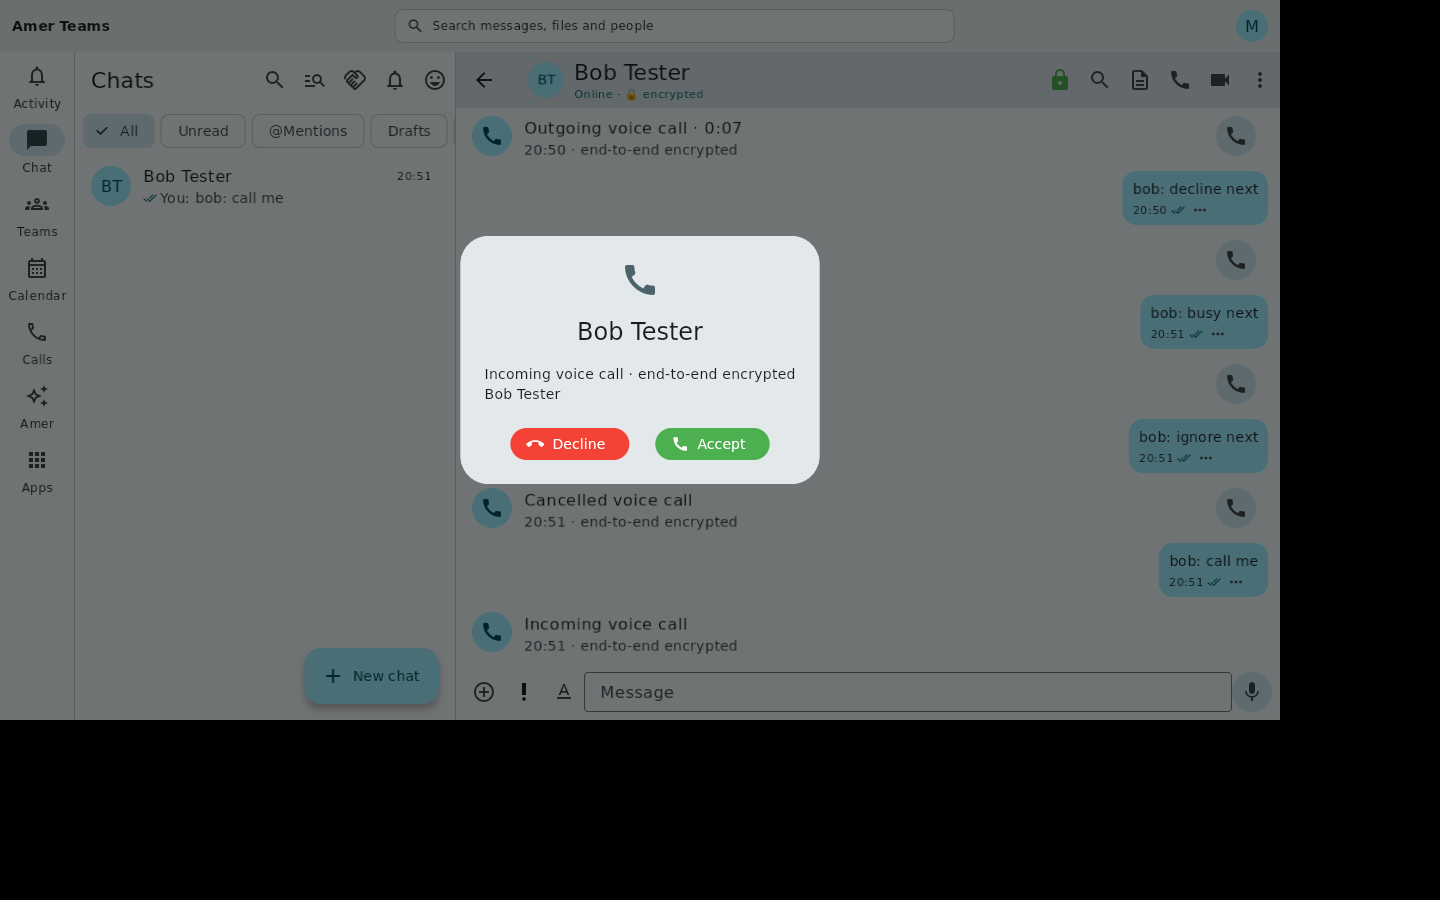 Amer Teams
Search messages, files and people
M
Activity
Chat
Teams
Calendar
Calls
Amer
Apps
Chats
All
Unread
@Mentions
Drafts
BT
Bob Tester
20:51
You: bob: call me
New chat
BT
Bob Tester
Online · 🔒 encrypted
Outgoing voice call · 0:07
20:50 · end-to-end encrypted
bob: decline next
20:50
bob: busy next
20:51
bob: ignore next
20:51
Cancelled voice call
20:51 · end-to-end encrypted
bob: call me
20:51
Incoming voice call
20:51 · end-to-end encrypted
Message
Bob Tester
Incoming voice call · end-to-end encrypted
Bob Tester
Decline
Accept